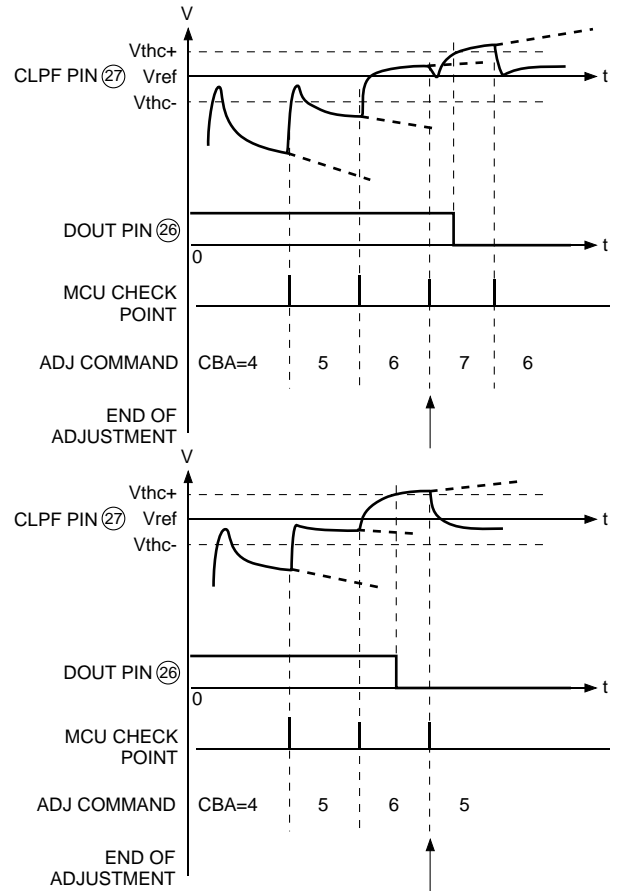 V
Vthc+
CLPF PIN 27 Vref
t
Vthc-
DOUT PIN 26
t
0
MCU CHECK
POINT
ADJ COMMAND CBA=4 5 6 7 6
END OF
ADJUSTMENT
V
Vthc+
CLPF PIN 27 Vref
t
Vthc-
DOUT PIN 26
t
0
MCU CHECK
POINT
ADJ COMMAND CBA=4 5 6 5
END OF
ADJUSTMENT